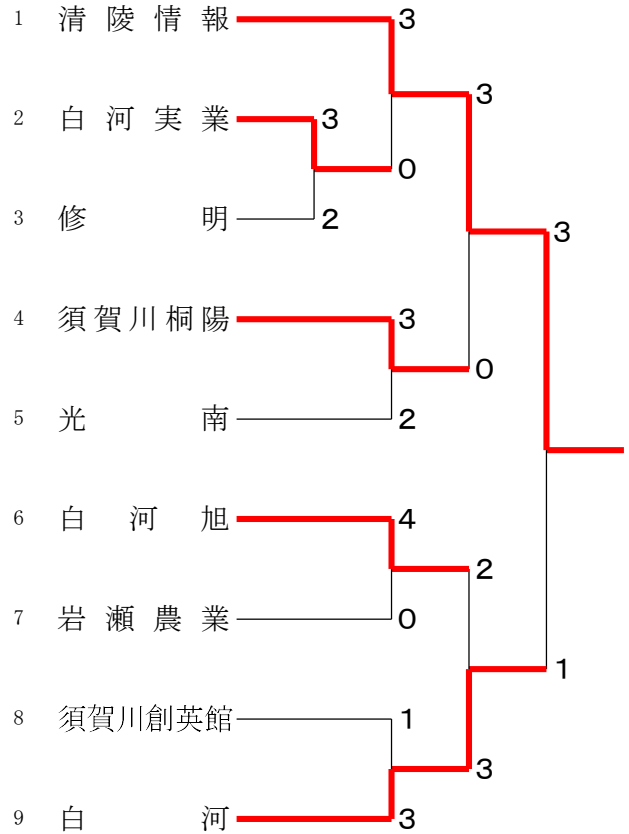 1 清陵情報 3
3
2 白河実業 3
0
3 修明 2
3
4 須賀川桐陽 3
0
5 光南 2
6 白河旭 4
2
7 岩瀬農業 0
1
8 須賀川創英館 1
3
9 白河 3